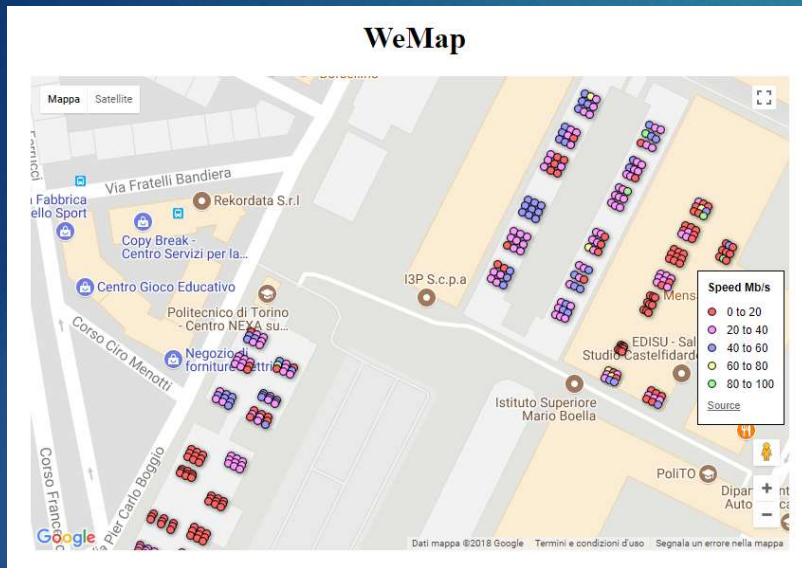 WeMap
Mappa
Satellite
Via Fratelli Bandiera
Rekordata S.r.l
Fabbrica
ello Sport
Copy Break -
Centro Servizi per la...
Centro Gioco Educativo
Politecnico di Torino
- Centro NEXA su...
I3P S.c.p.a
Corso Ciro Menotti
Negozio di
Speed Mb/s
0 to 20
20 to 40
40 to 60
60 to 80
80 to 100
Source
Mensa
EDISU - Sal
Studio Castelfidardo
Istituto Superiore
Mario Boella
PoliTO
Dipar
Auto
Corso Fran
Via Pier Carlo Boggio
Google
Dati mappa ©2018 Google
Termini e condizioni d'uso
Segnala un errore nella mappa